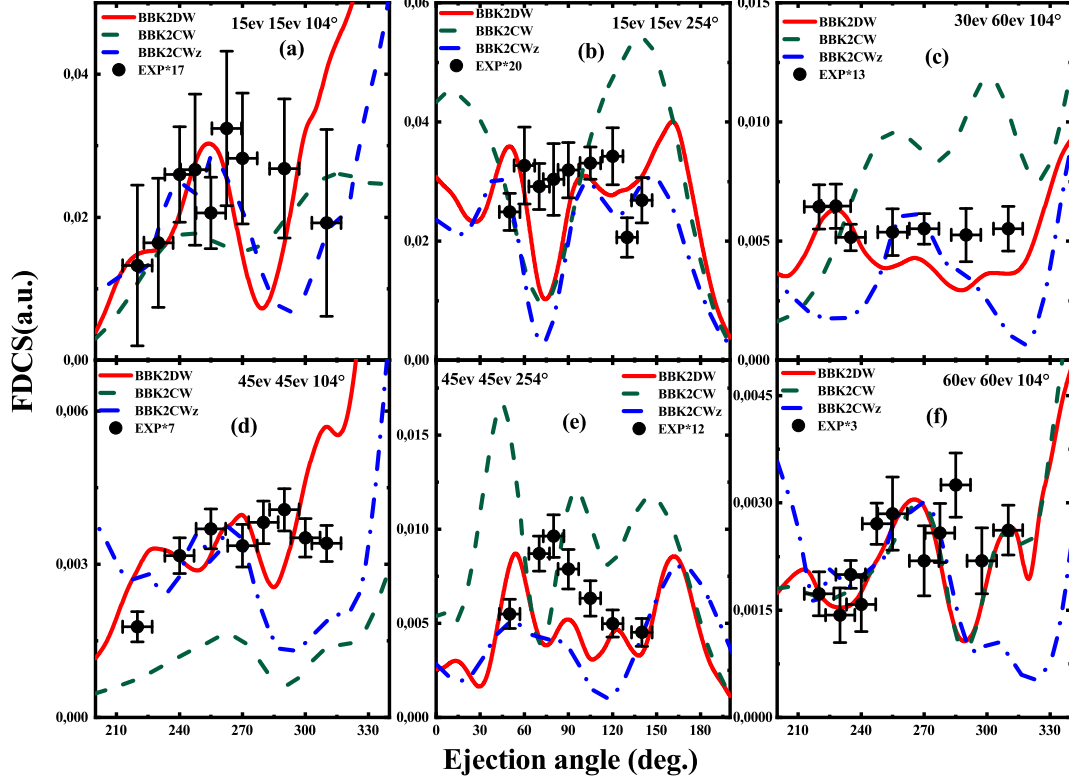 FDCS(a.u.)
15ev 15ev 104°
BBK2DW
BBK2CW
BBK2CWz
EXP*17
(a)
0,04
0,02
0,00
15ev 15ev 254°
BBK2DW
BBK2CW
BBK2CWz
EXP*20
(b)
0,06
0,04
0,02
0,00
30ev 60ev 104°
BBK2DW
BBK2CW
BBK2CWz
EXP*13
(c)
0,015
0,010
0,005
0,000
45ev 45ev 104°
BBK2DW
BBK2CW
BBK2CWz
EXP*7
(d)
0,006
0,003
0,000
210 240 270 300 330
45ev 45ev 254°
BBK2DW
BBK2CW
BBK2CWz
EXP*12
(e)
0,015
0,010
0,005
0,000
0 30 60 90 120 150 180
60ev 60ev 104°
BBK2DW
BBK2CW
BBK2CWz
EXP*3
(f)
0,0045
0,0030
0,0015
0,0000
210 240 270 300 330
Ejection angle (deg.)